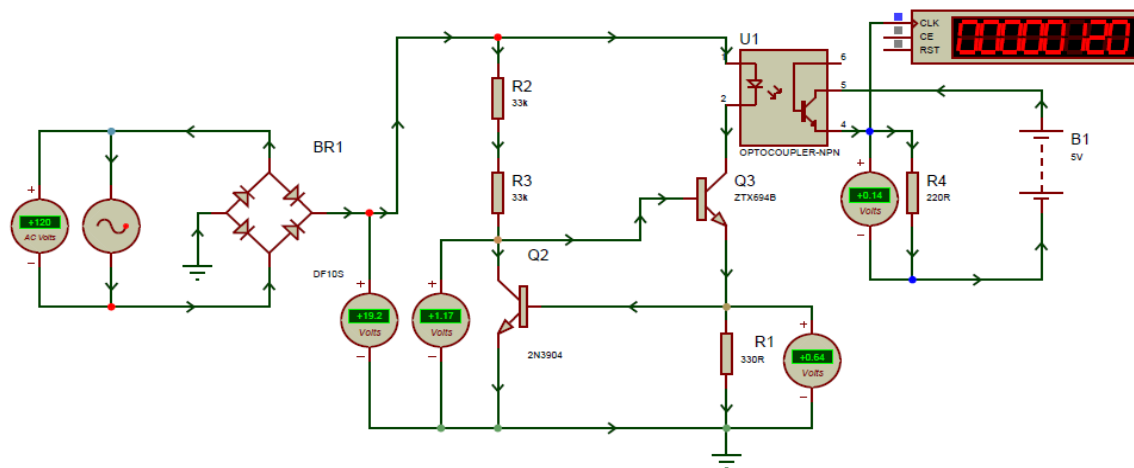 CLK
CE
RST
00000120
U1
1
2
6
5
4
OPTOCOUPLER-NPN
R2
33k
R3
33k
BR1
DF10S
+
+120
AC Volts
−
+
+19.2
Volts
−
+
+1.17
Volts
−
Q2
2N3904
Q3
ZTX694B
R1
330R
+
+0.64
Volts
−
+
+0.14
Volts
−
R4
220R
B1
5V